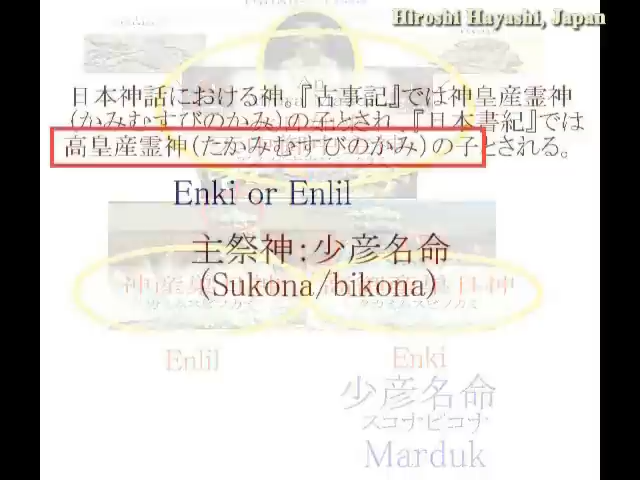 Hiroshi Hayashi, Japan
日本神話における神。『古事記』では神皇産霊神
(かみむすびのかみ)の子とされ、『日本書紀』では
高皇産霊神(たかみむすびのかみ)の子とされる。
Enki or Enlil
主祭神:少彦名命
(Sukona/bikona)
Enlil
Enki
少彦名命
スコナビコナ
Marduk